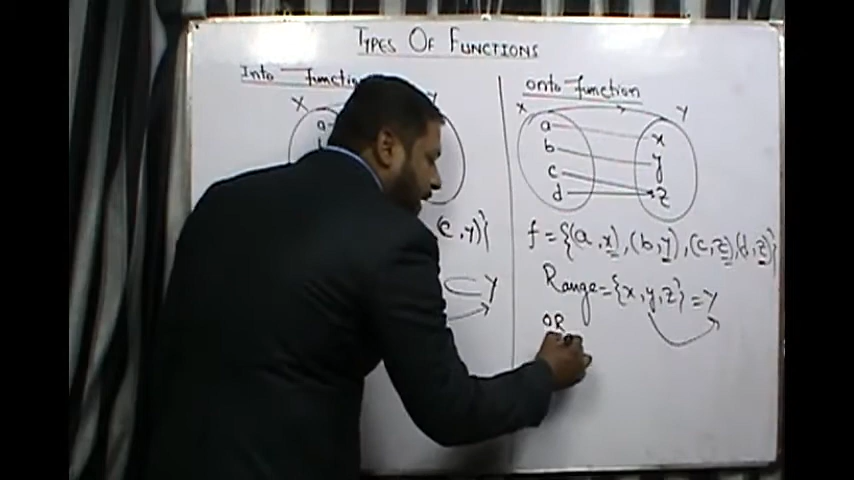 TYPES OF FUNCTIONS
Into Function
X
a
c, y)}
⊂ Y
onto Function
X Y
a x
b y
c z
d
f = {(a, x), (b, y), (c, z), (d, z)}
Range = {x, y, z} = Y
OR